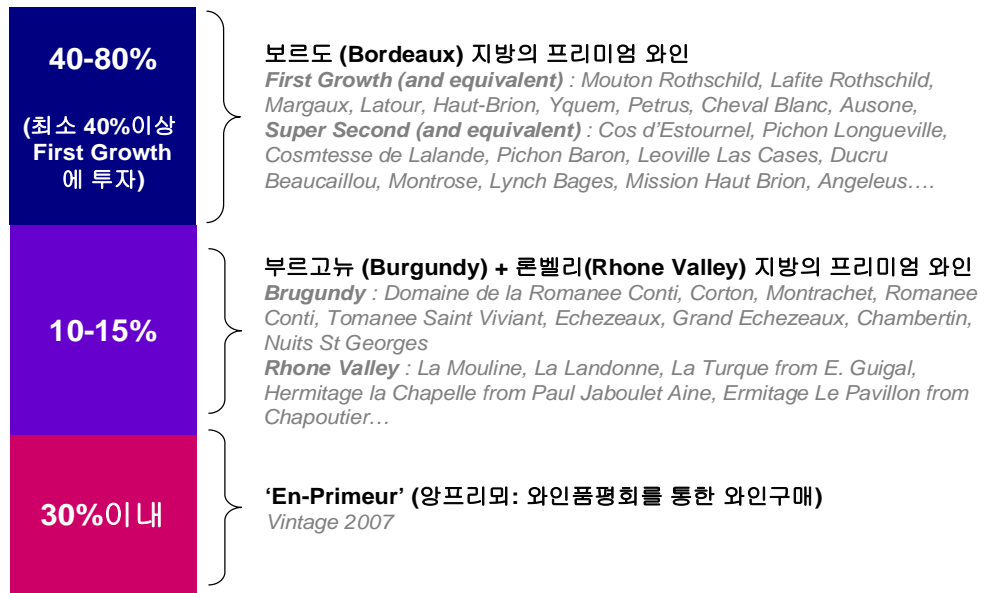 40-80%
(최소 40%이상
First Growth
에 투자)
보르도 (Bordeaux) 지방의 프리미엄 와인
First Growth (and equivalent) : Mouton Rothschild, Lafite Rothschild,
Margaux, Latour, Haut-Brion, Yquem, Petrus, Cheval Blanc, Ausone,
Super Second (and equivalent) : Cos d'Estournel, Pichon Longueville,
Cosmtesse de Lalande, Pichon Baron, Leoville Las Cases, Ducru
Beaucaillou, Montrose, Lynch Bages, Mission Haut Brion, Angeleus….
10-15%
부르고뉴 (Burgundy) + 론벨리(Rhone Valley) 지방의 프리미엄 와인
Brugundy : Domaine de la Romanee Conti, Corton, Montrachet, Romanee
Conti, Tomanee Saint Viviant, Echezeaux, Grand Echezeaux, Chambertin,
Nuits St Georges
Rhone Valley : La Mouline, La Landonne, La Turque from E. Guigal,
Hermitage la Chapelle from Paul Jaboulet Aine, Ermitage Le Pavillon from
Chapoutier…
30%이내
'En-Primeur' (앙프리뫼: 와인품평회를 통한 와인구매)
Vintage 2007